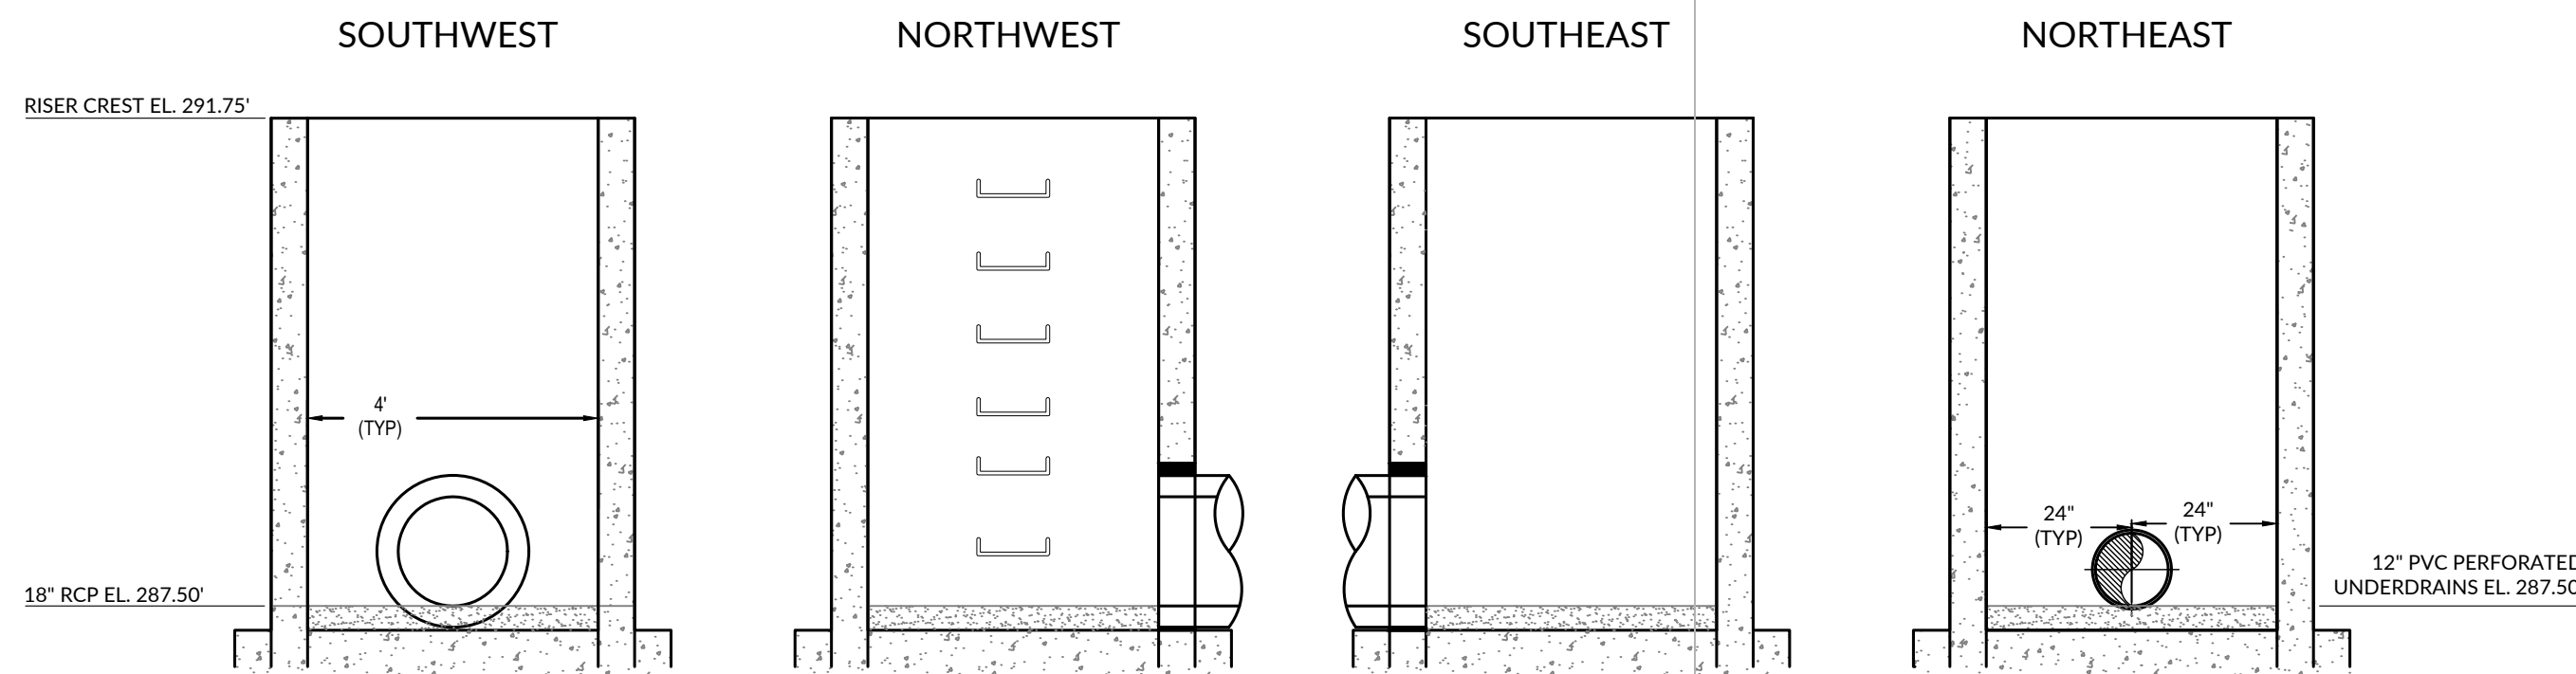 SOUTHWEST
NORTHWEST
SOUTHEAST
NORTHEAST
RISER CREST EL. 291.75'
4'
(TYP)
18" RCP EL. 287.50'
24"
(TYP)
24"
(TYP)
12" PVC PERFORATED
UNDERDRAINS EL. 287.50